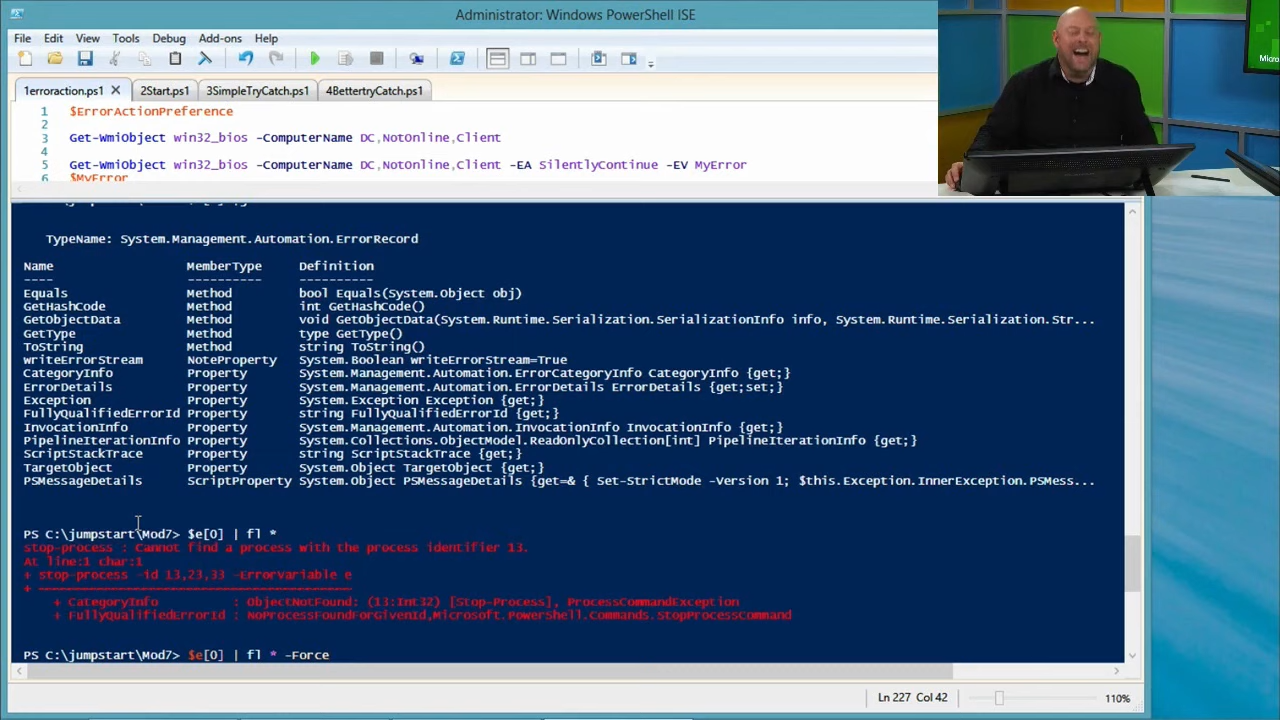 Administrator: Windows PowerShell ISE
File Edit View Tools Debug Add-ons Help
1erroraction.ps1 2Start.ps1 3SimpleTryCatch.ps1 4BettertryCatch.ps1
1 $ErrorActionPreference
2
3 Get-WmiObject win32_bios -ComputerName DC,NotOnline,Client
4
5 Get-WmiObject win32_bios -ComputerName DC,NotOnline,Client -EA SilentlyContinue -EV MyError
6 $MyError
TypeName: System.Management.Automation.ErrorRecord
Name MemberType Definition
---- ---------- ----------
Equals Method bool Equals(System.Object obj)
GetHashCode Method int GetHashCode()
GetObjectData Method void GetObjectData(System.Runtime.Serialization.SerializationInfo info, System.Runtime.Serialization.Str...
GetType Method type GetType()
ToString Method string ToString()
writeErrorStream NoteProperty System.Boolean writeErrorStream=True
CategoryInfo Property System.Management.Automation.ErrorCategoryInfo CategoryInfo {get;}
ErrorDetails Property System.Management.Automation.ErrorDetails ErrorDetails {get;set;}
Exception Property System.Exception Exception {get;}
FullyQualifiedErrorId Property string FullyQualifiedErrorId {get;}
InvocationInfo Property System.Management.Automation.InvocationInfo InvocationInfo {get;}
PipelineIterationInfo Property System.Collections.ObjectModel.ReadOnlyCollection[int] PipelineIterationInfo {get;}
ScriptStackTrace Property string ScriptStackTrace {get;}
TargetObject Property System.Object TargetObject {get;}
PSMessageDetails ScriptProperty System.Object PSMessageDetails {get=& { Set-StrictMode -Version 1; $this.Exception.InnerException.PSMess...
PS C:\jumpstart\Mod7> $e[0] | fl *
stop-process : Cannot find a process with the process identifier 13.
At line:1 char:1
+ stop-process -id 13,23,33 -ErrorVariable e
+ ~~~~~~~~~~~~~~~~~~~~~~~~~~~~~~~~~~~~~~~~~~
+ CategoryInfo : ObjectNotFound: (13:Int32) [Stop-Process], ProcessCommandException
+ FullyQualifiedErrorId : NoProcessFoundForGivenId,Microsoft.PowerShell.Commands.StopProcessCommand
PS C:\jumpstart\Mod7> $e[0] | fl * -Force
Ln 227 Col 42 110%
Micro